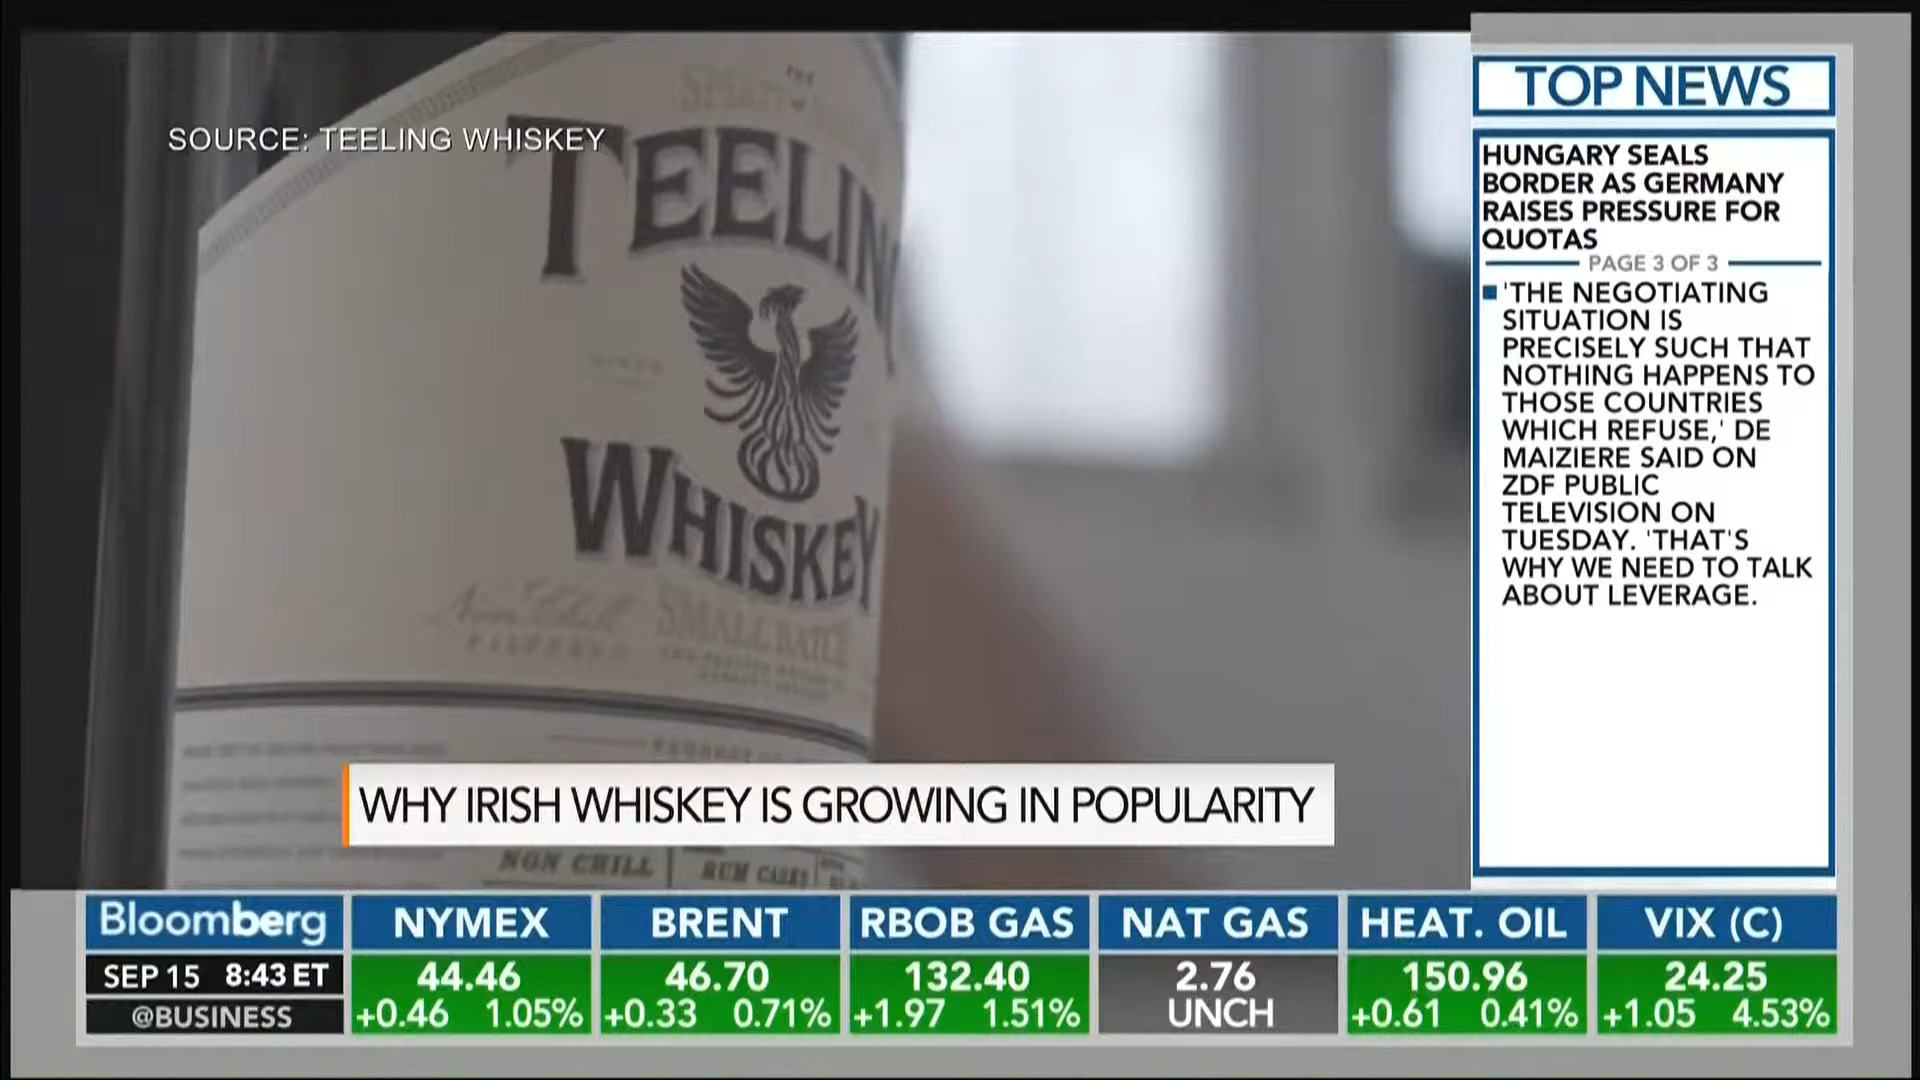 SOURCE: TEELING WHISKEY
SPIRIT
of
TEELING
WHISKEY
SMALL BATCH
WHY IRISH WHISKEY IS GROWING IN POPULARITY
NON CHILL
RUM CASKS
TOP NEWS
HUNGARY SEALS
BORDER AS GERMANY
RAISES PRESSURE FOR
QUOTAS
PAGE 3 OF 3
'THE NEGOTIATING
SITUATION IS
PRECISELY SUCH THAT
NOTHING HAPPENS TO
THOSE COUNTRIES
WHICH REFUSE,' DE
MAIZIERE SAID ON
ZDF PUBLIC
TELEVISION ON
TUESDAY. 'THAT'S
WHY WE NEED TO TALK
ABOUT LEVERAGE.
Bloomberg
SEP 15 8:43 ET
@BUSINESS
NYMEX
44.46
+0.46 1.05%
BRENT
46.70
+0.33 0.71%
RBOB GAS
132.40
+1.97 1.51%
NAT GAS
2.76
UNCH
HEAT. OIL
150.96
+0.61 0.41%
VIX (C)
24.25
+1.05 4.53%